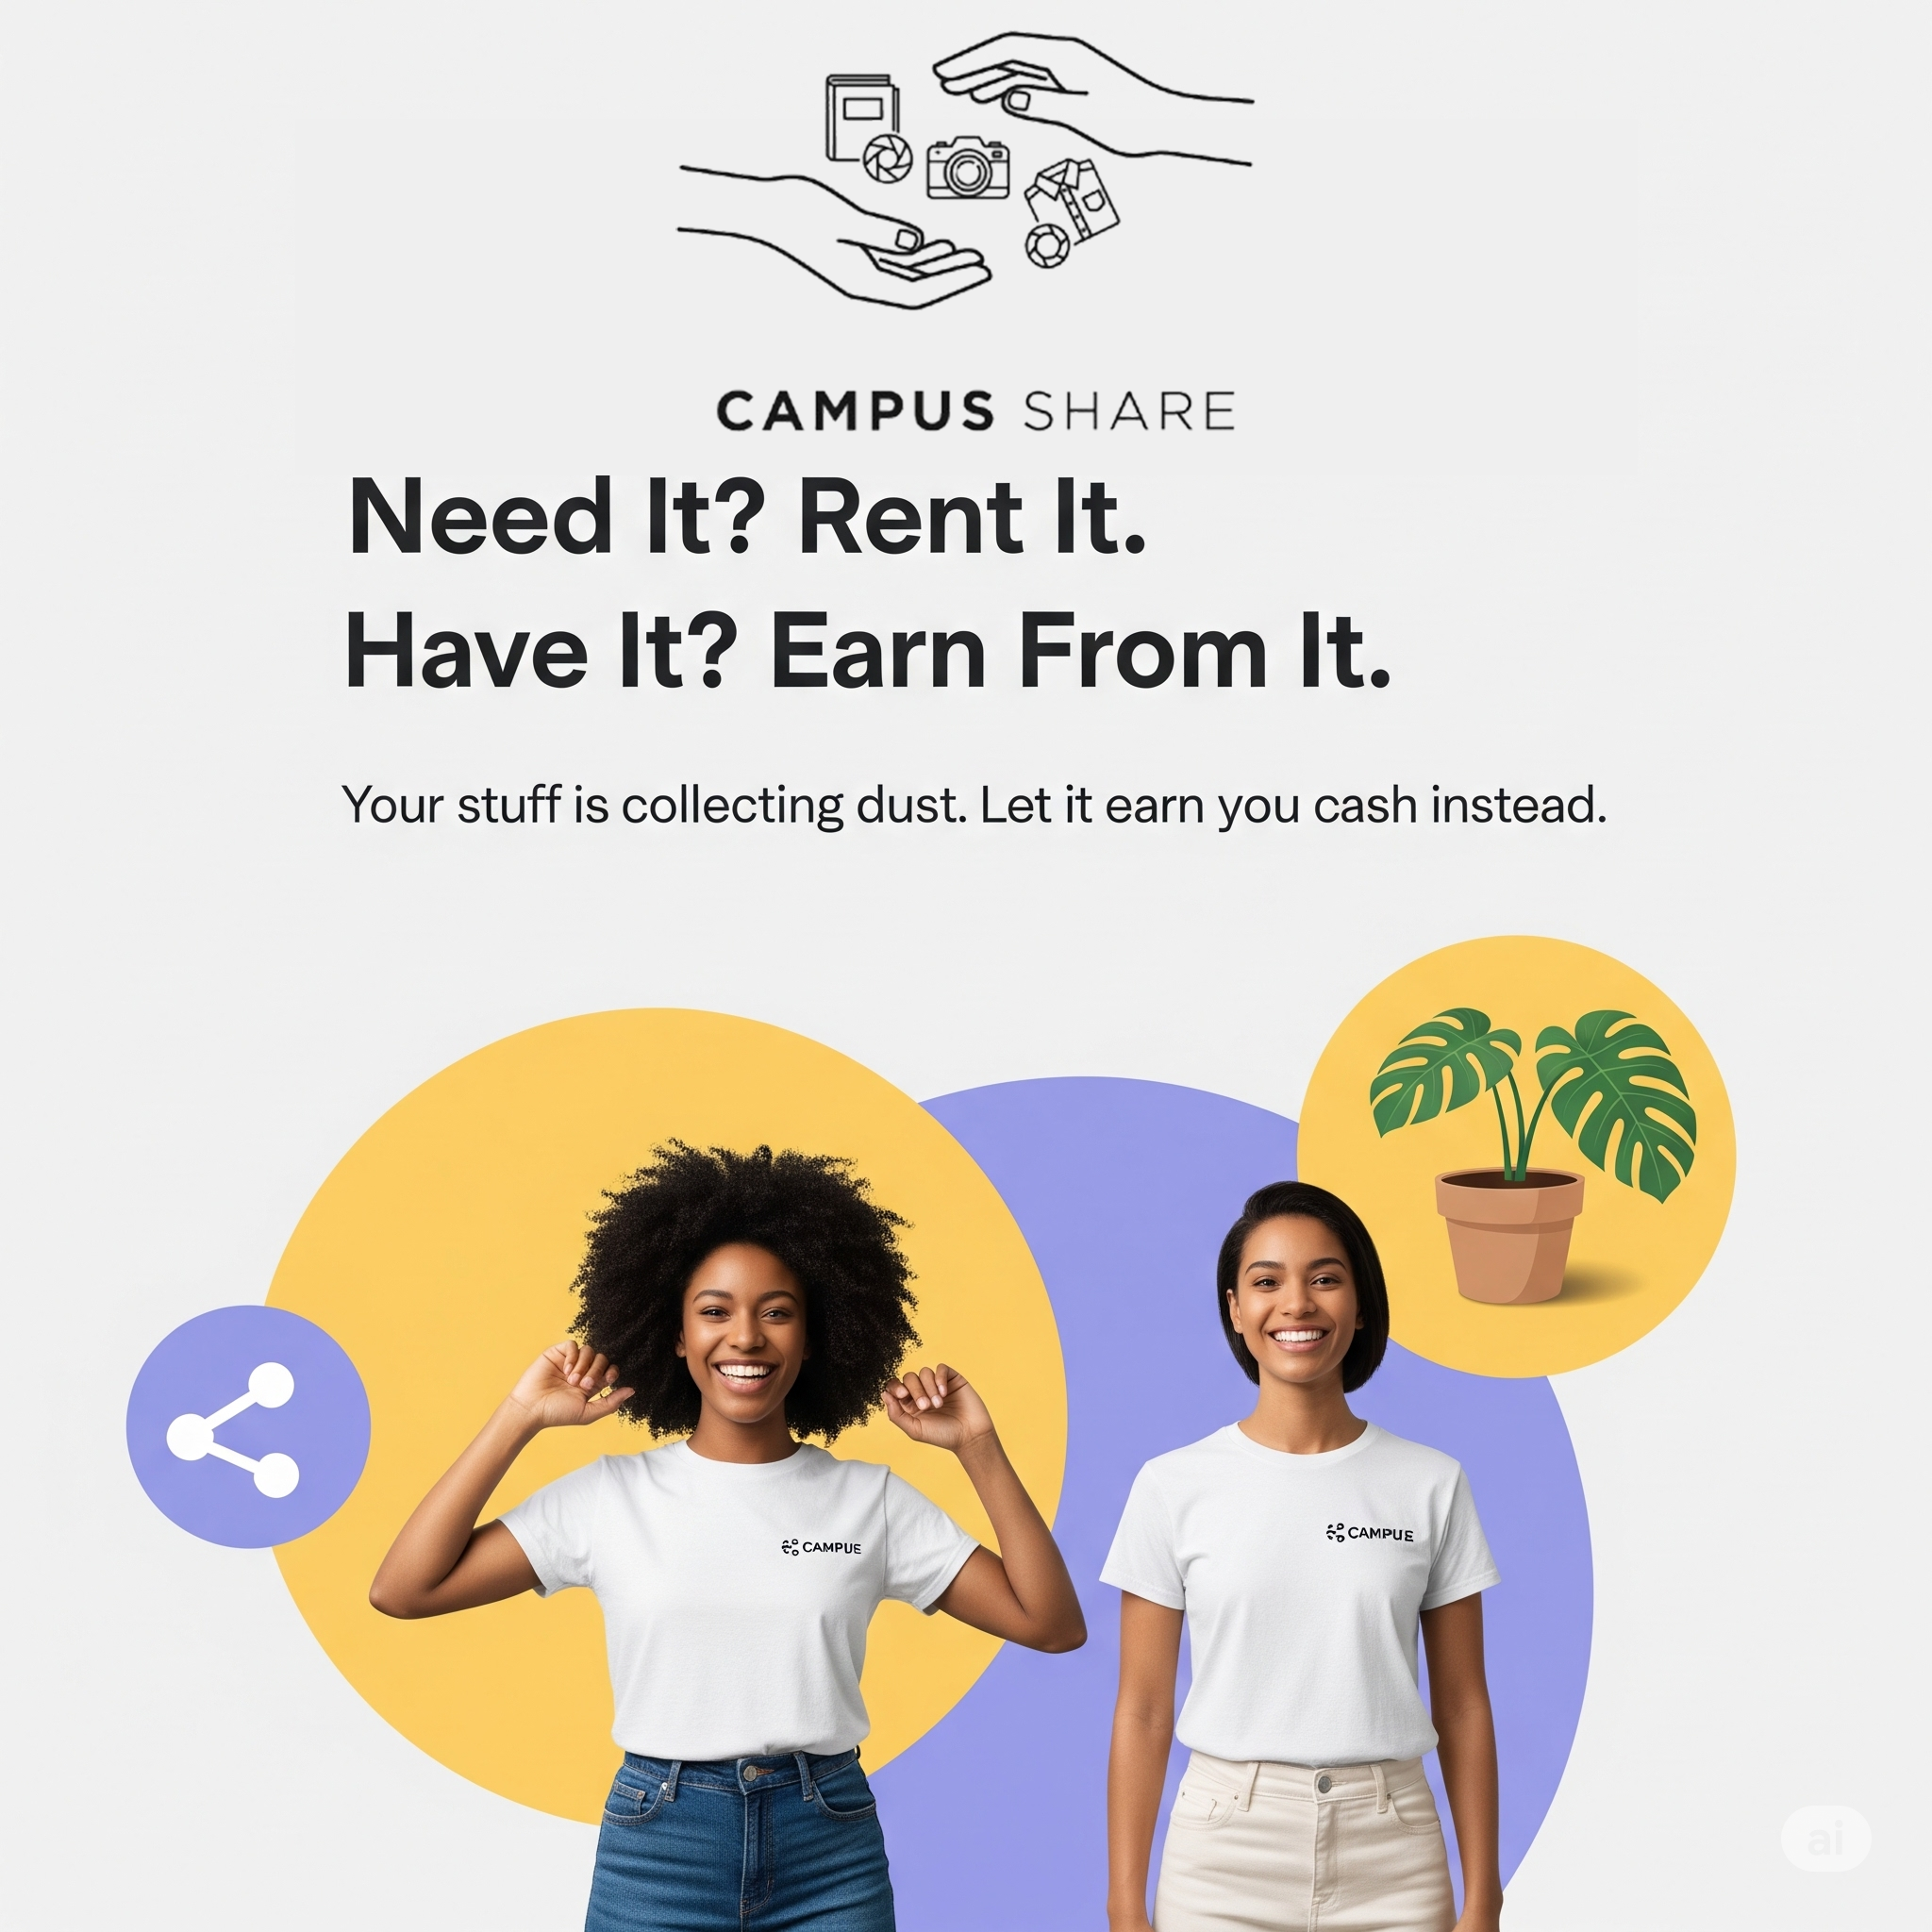 CAMPUS SHARE
Need It? Rent It.
Have It? Earn From It.
Your stuff is collecting dust. Let it earn you cash instead.
CAMPUE
CAMPUE
ai